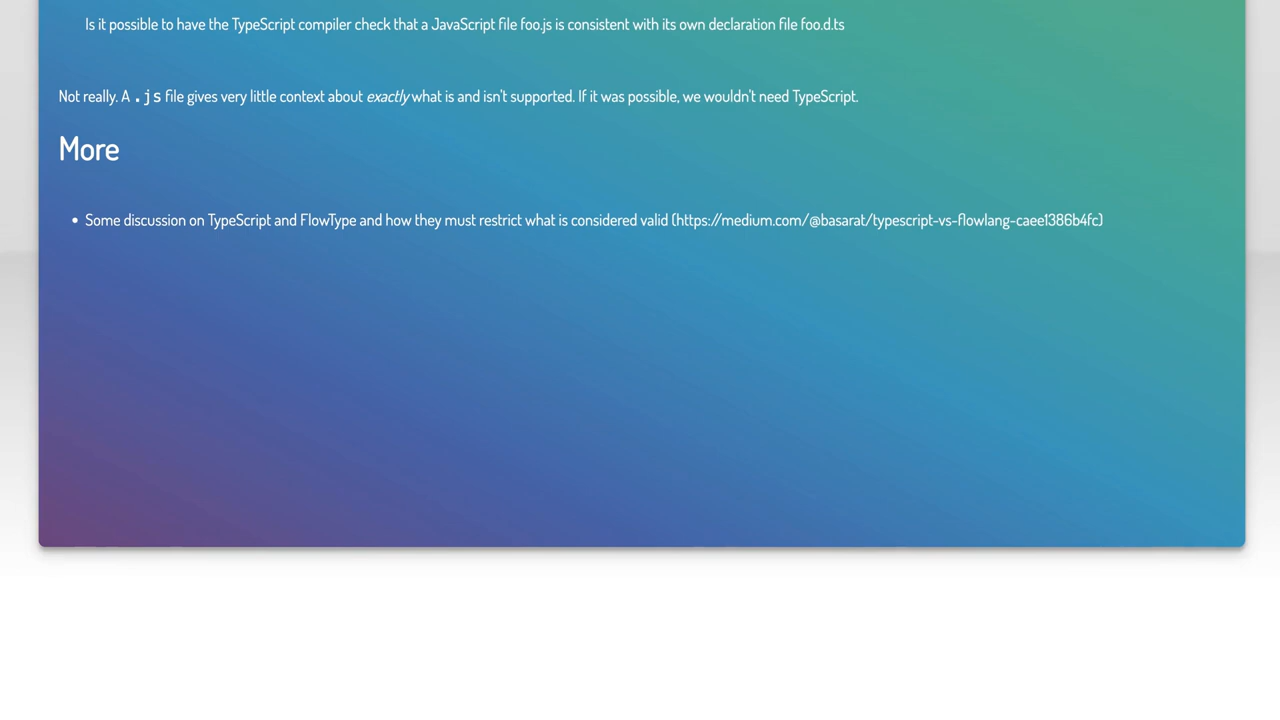 Is it possible to have the TypeScript compiler check that a JavaScript file foo.js is consistent with its own declaration file foo.d.ts
Not really. A .js file gives very little context about exactly what is and isn't supported. If it was possible, we wouldn't need TypeScript.
More
• Some discussion on TypeScript and FlowType and how they must restrict what is considered valid (https://medium.com/@basarat/typescript-vs-flowlang-caee1386b4fc)